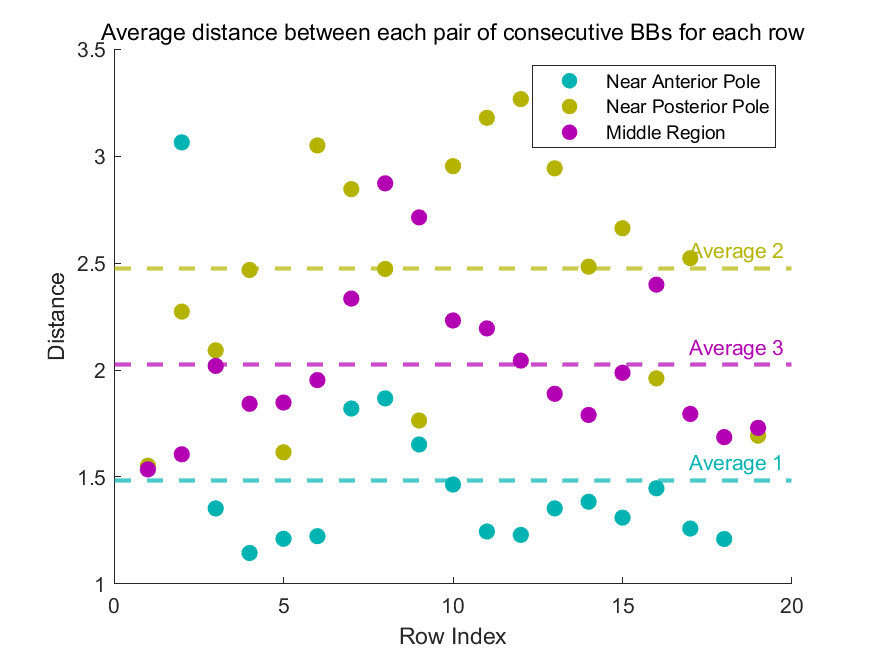 Average distance between each pair of consecutive BBs for each row
3.5
3
2.5
2
1.5
1
Distance
Near Anterior Pole
Near Posterior Pole
Middle Region
Average 2
Average 3
Average 1
0
5
10
15
20
Row Index